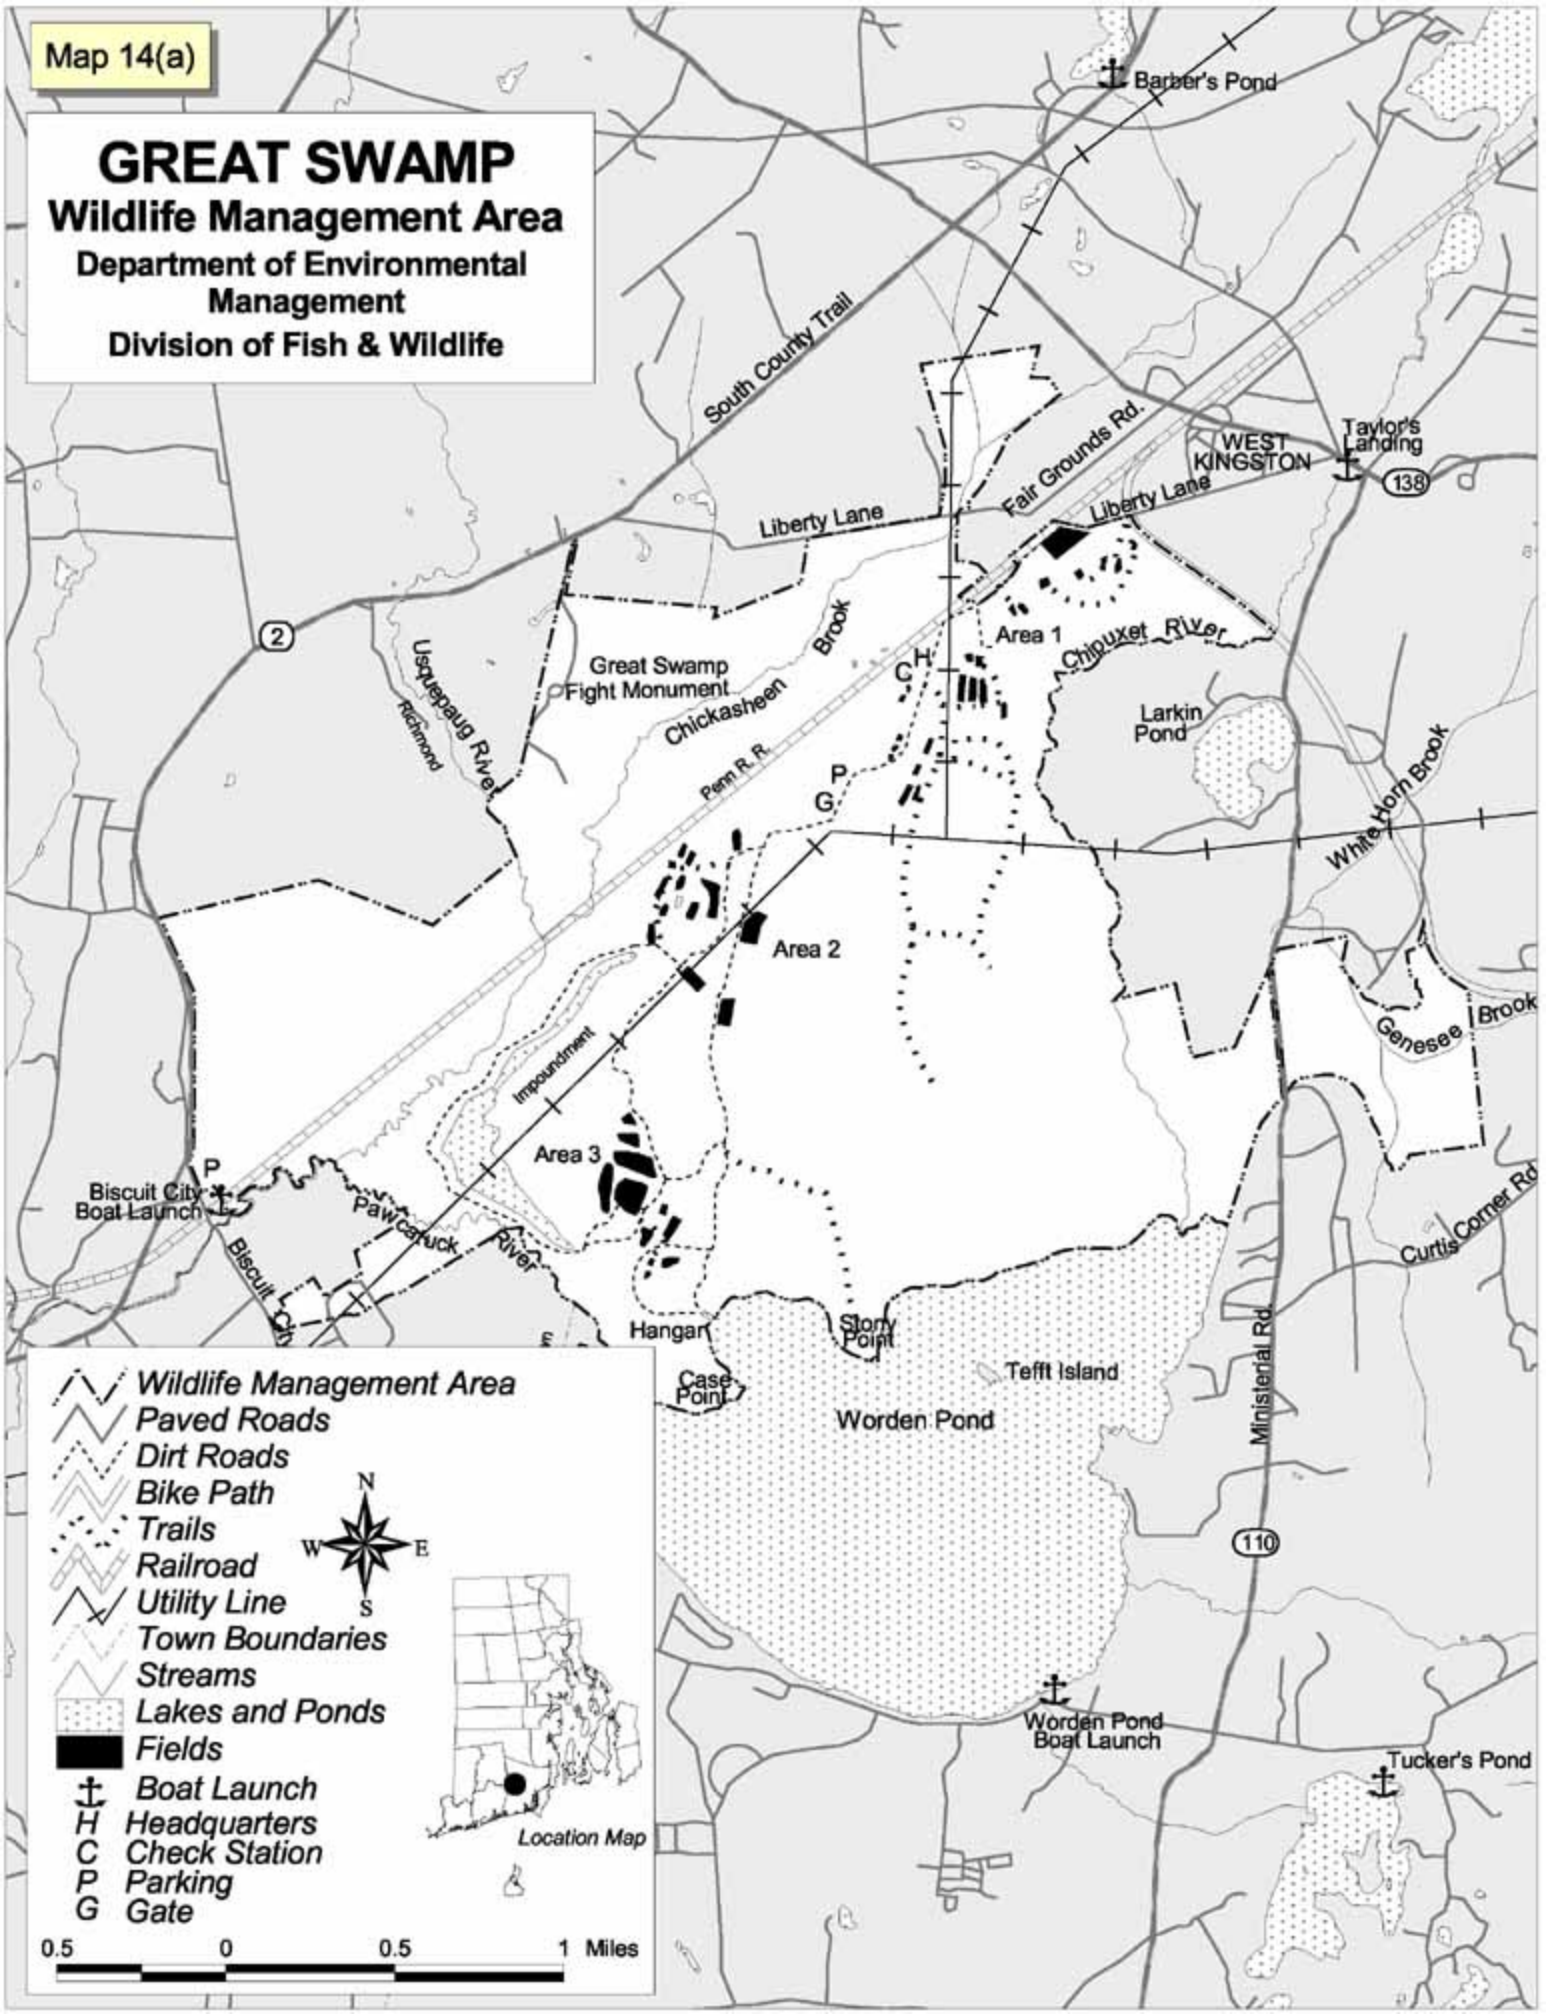 Map 14(a)
GREAT SWAMP
Wildlife Management Area
Department of Environmental
Management
Division of Fish & Wildlife
Barber's Pond
South County Trail
Fair Grounds Rd.
WEST
KINGSTON
Taylor's
Landing
138
Liberty Lane
Liberty Lane
2
Usquepaug River
Richmond
Great Swamp
Fight Monument
Chickasheen
Brook
Penn R. R.
Area 1
H
C
Chipuxet River
Larkin
Pond
P
G
White Horn Brook
Area 2
Genesee Brook
Impoundment
Area 3
P
Biscuit City
Boat Launch
Pawcatuck
River
Biscuit City
Curtis Corner Rd
Hangar
Stony
Point
Case
Point
Tefft Island
Worden Pond
Ministerial Rd.
110
Worden Pond
Boat Launch
Tucker's Pond
Wildlife Management Area
Paved Roads
Dirt Roads
Bike Path
Trails
Railroad
Utility Line
Town Boundaries
Streams
Lakes and Ponds
Fields
Boat Launch
H Headquarters
C Check Station
P Parking
G Gate
N
W E
S
Location Map
0.5 0 0.5 1 Miles